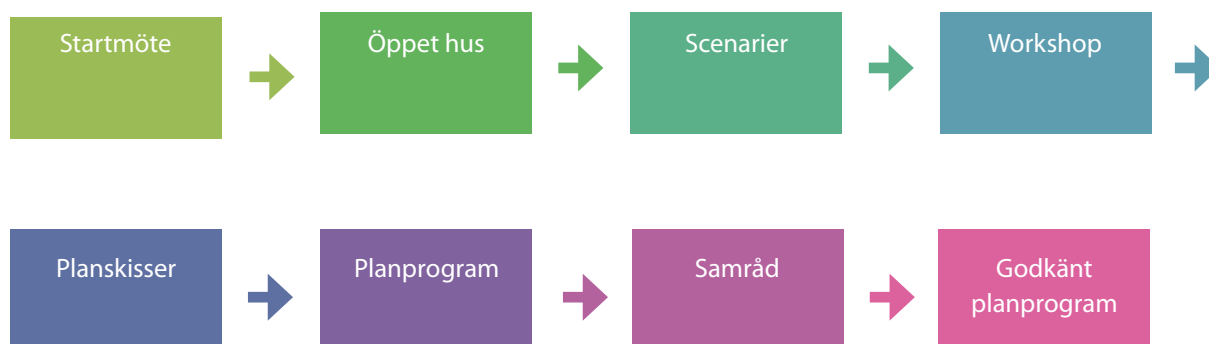 Startmöte
Öppet hus
Scenarier
Workshop
Planskisser
Planprogram
Samråd
Godkänt
planprogram